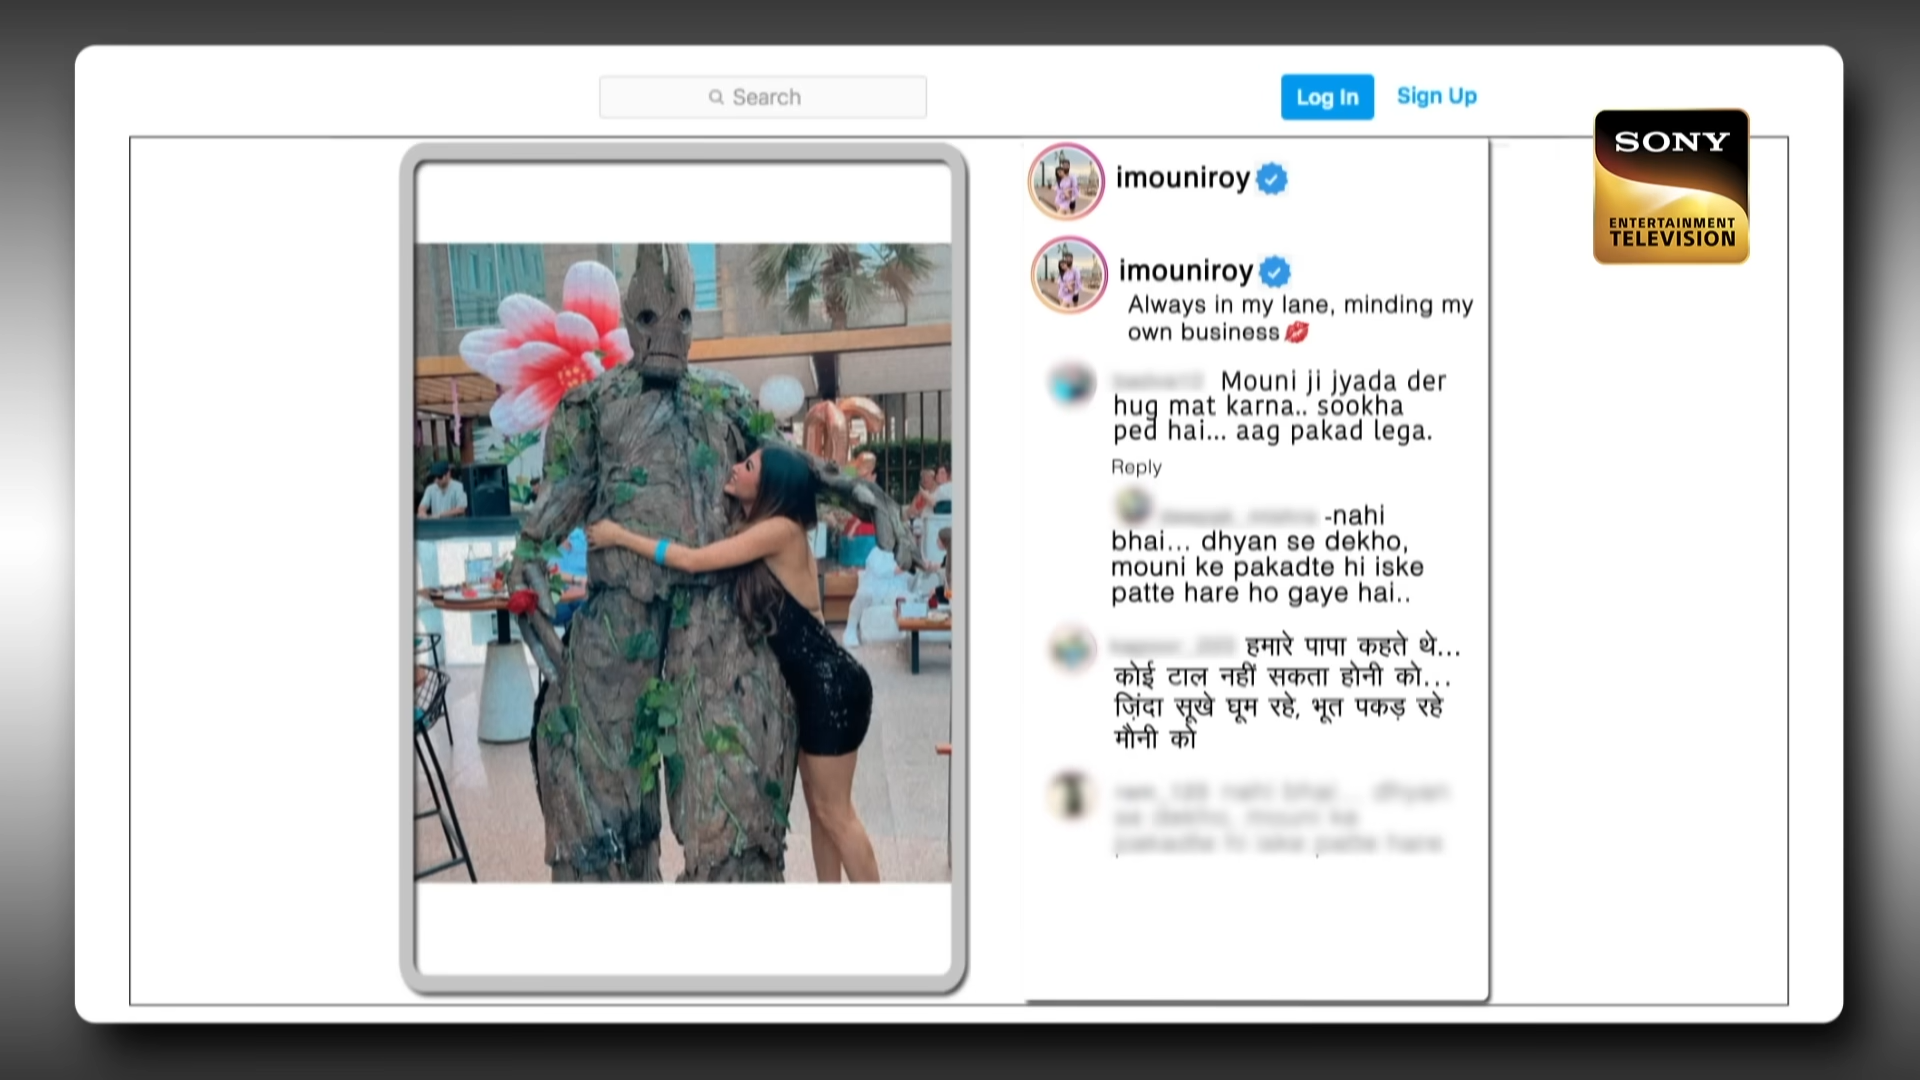 Search
Log In
Sign Up
SONY
ENTERTAINMENT
TELEVISION
imouniroy
imouniroy
Always in my lane, minding my
own business💋
Mouni ji jyada der
hug mat karna.. sookha
ped hai... aag pakad lega.
Reply
-nahi
bhai... dhyan se dekho,
mouni ke pakadte hi iske
patte hare ho gaye hai..
हमारे पापा कहते थे...
कोई टाल नहीं सकता होनी को...
ज़िंदा सूखे घूम रहे, भूत पकड़ रहे
मौनी को